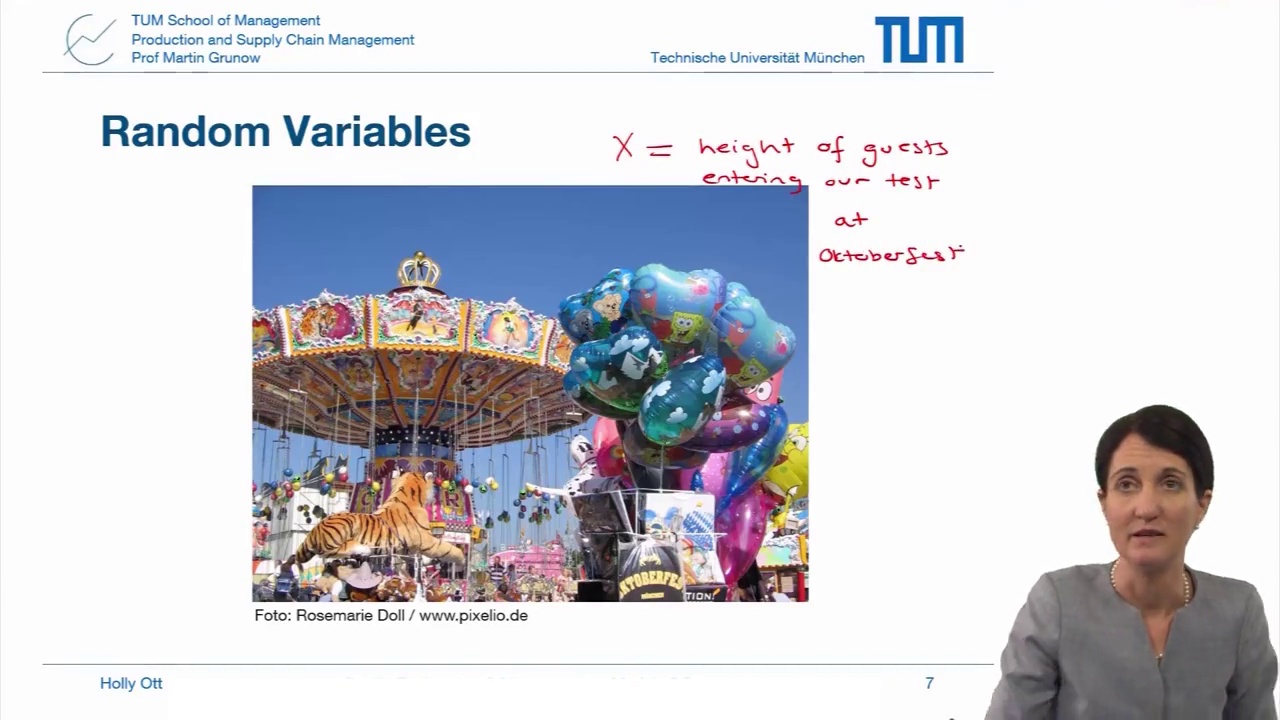 TUM School of Management
Production and Supply Chain Management
Prof Martin Grunow
Technische Universität München
TUM
Random Variables
X = height of guests
entering our test
at
Oktoberfest
OKTOBERFEST
TION!
Foto: Rosemarie Doll / www.pixelio.de
Holly Ott
7